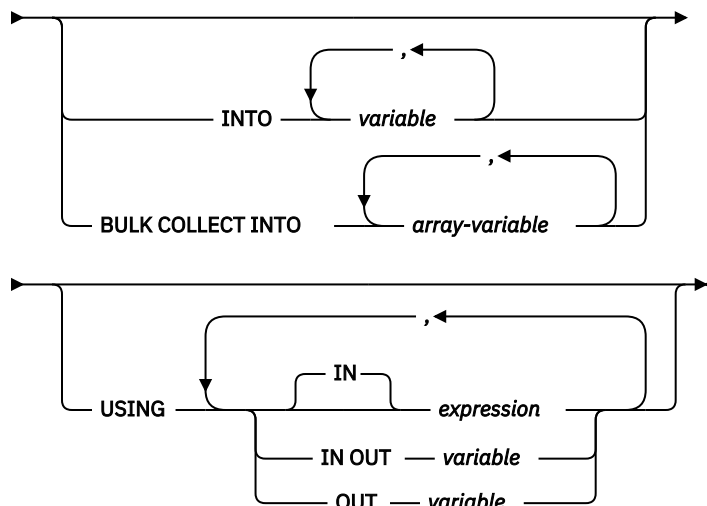 ,
INTO variable
,
BULK COLLECT INTO array-variable
,
IN
USING expression
IN OUT variable
OUT variable